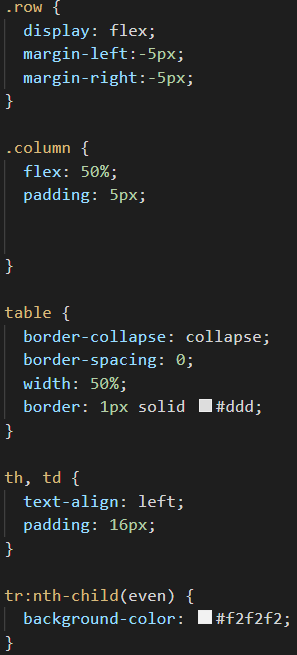 .row {
  display: flex;
  margin-left:-5px;
  margin-right:-5px;
}

.column {
  flex: 50%;
  padding: 5px;


}

table {
  border-collapse: collapse;
  border-spacing: 0;
  width: 50%;
  border: 1px solid #ddd;
}

th, td {
  text-align: left;
  padding: 16px;
}

tr:nth-child(even) {
  background-color: #f2f2f2;
}